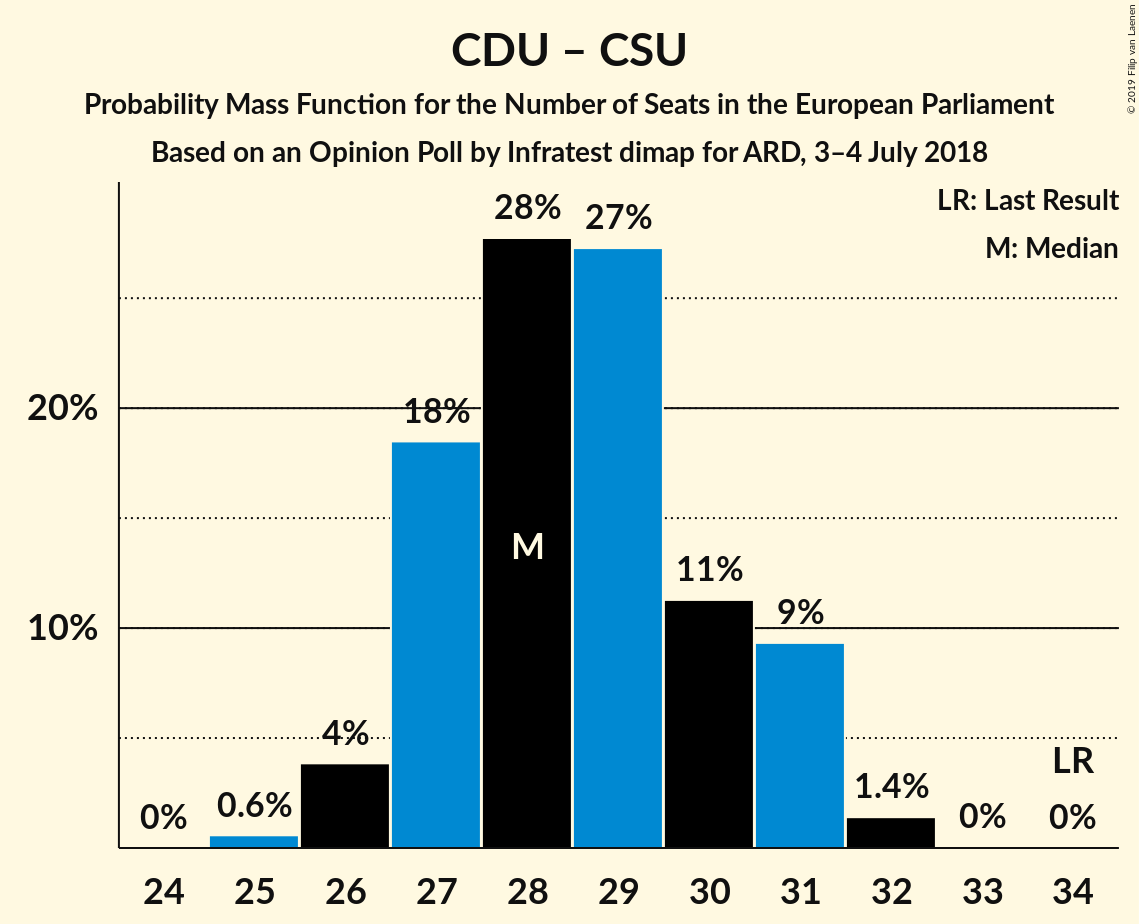 CDU – CSU
Probability Mass Function for the Number of Seats in the European Parliament
Based on an Opinion Poll by Infratest dimap for ARD, 3–4 July 2018
© 2019 Filip van Laenen
LR: Last Result
M: Median
28%
27%
20%
18%
M
11%
10%
9%
4%
LR
1.4%
0.6%
0%
0%
0%
24 25 26 27 28 29 30 31 32 33 34